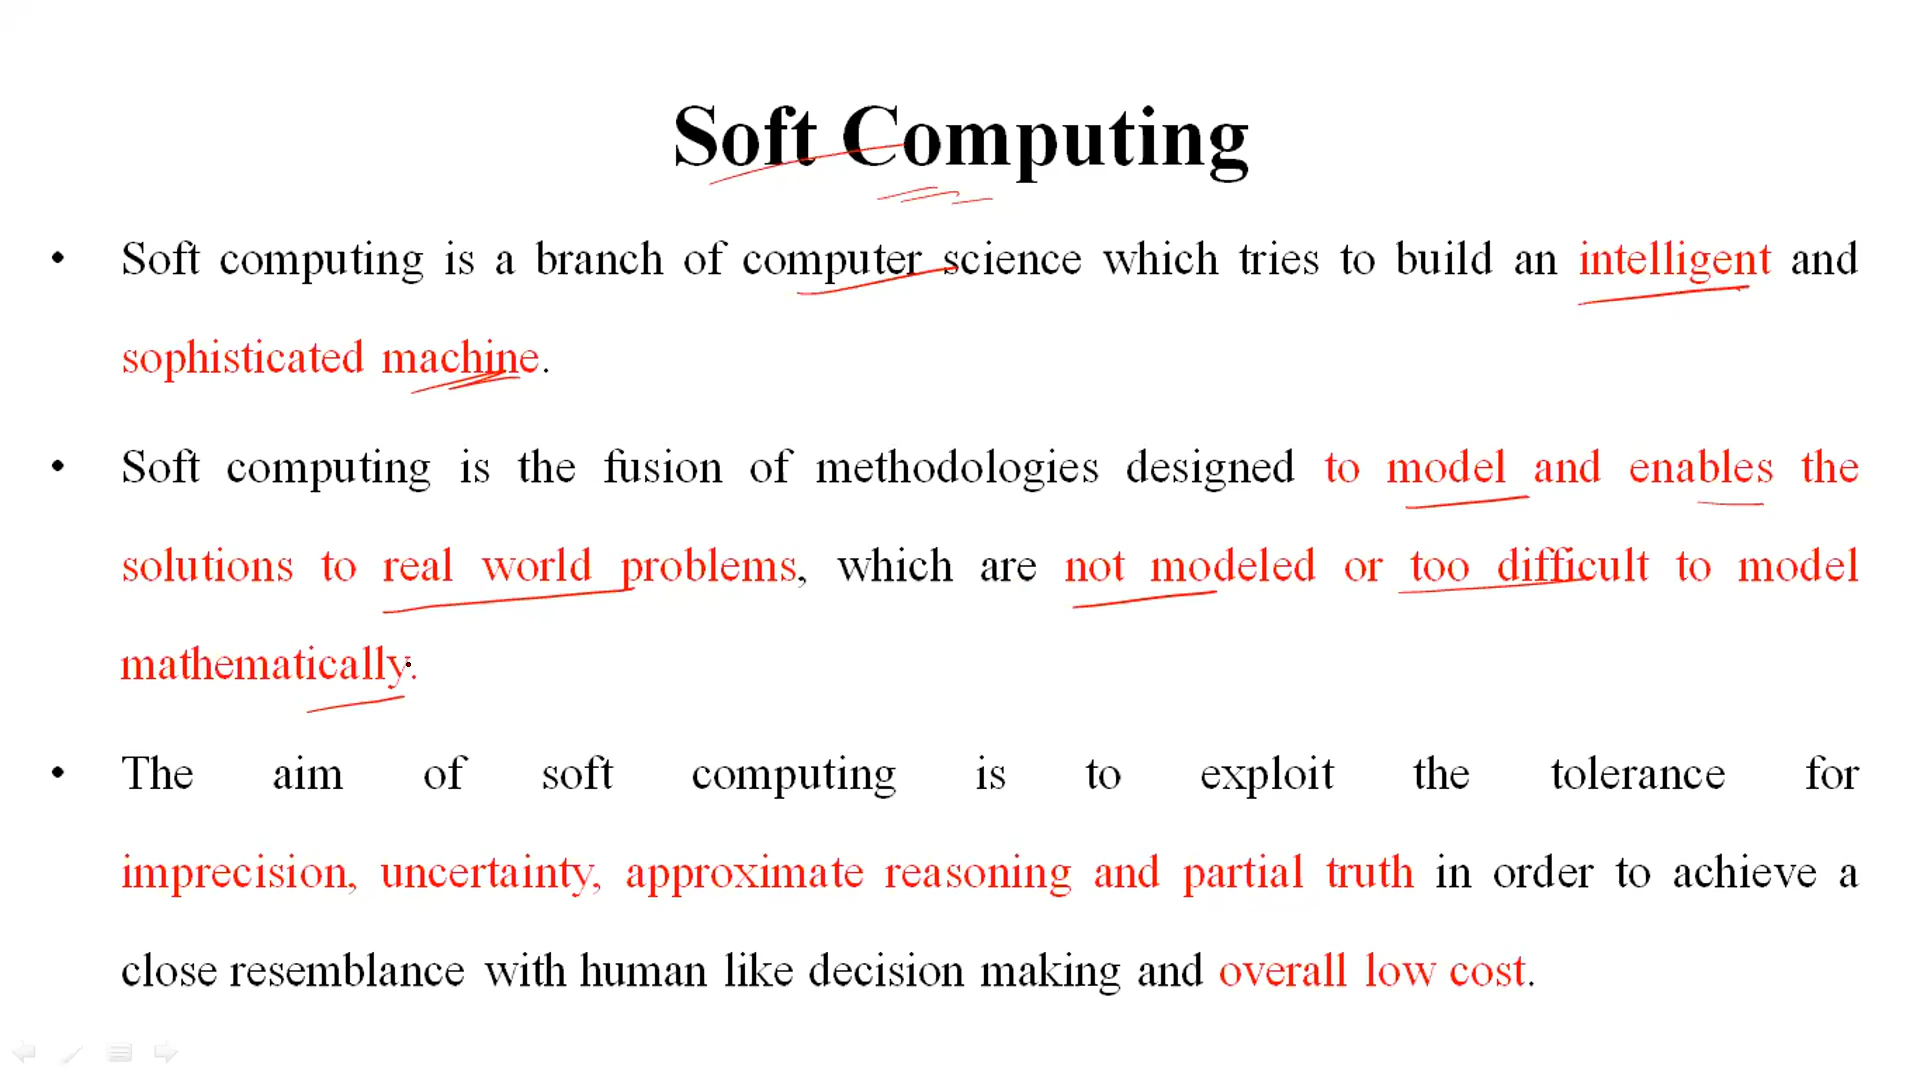 Soft Computing
• Soft computing is a branch of computer science which tries to build an intelligent and
sophisticated machine.
• Soft computing is the fusion of methodologies designed to model and enables the
solutions to real world problems, which are not modeled or too difficult to model
mathematically.
• The aim of soft computing is to exploit the tolerance for
imprecision, uncertainty, approximate reasoning and partial truth in order to achieve a
close resemblance with human like decision making and overall low cost.